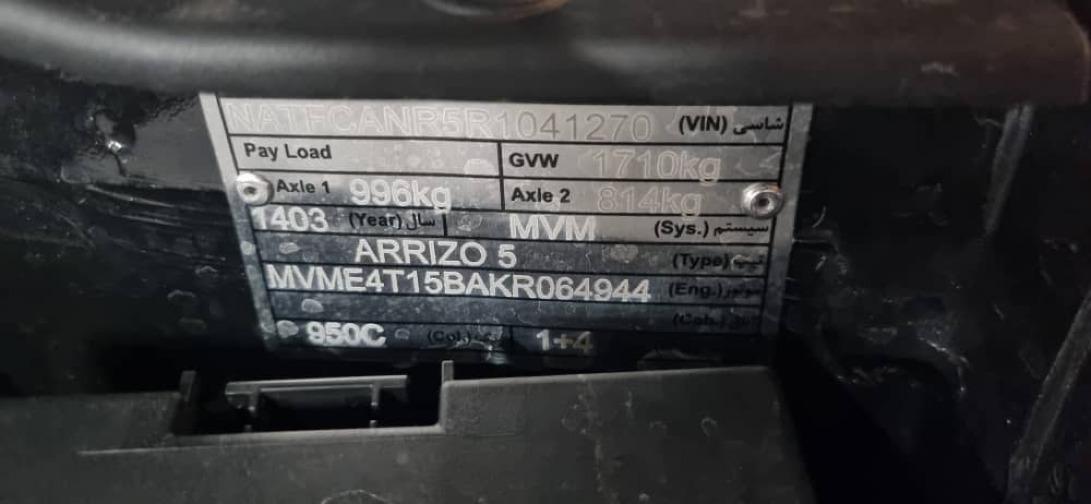 NATFCANR5R1041270 (VIN) شاسی
Pay Load GVW 1710kg
Axle 1 996kg Axle 2 814kg
1403 (Year) سال MVM (Sys.) سیستم
ARRIZO 5 (Type) تیپ
MVME4T15BAKR064944 (Eng.) موتور
950C (Col.) 1+4